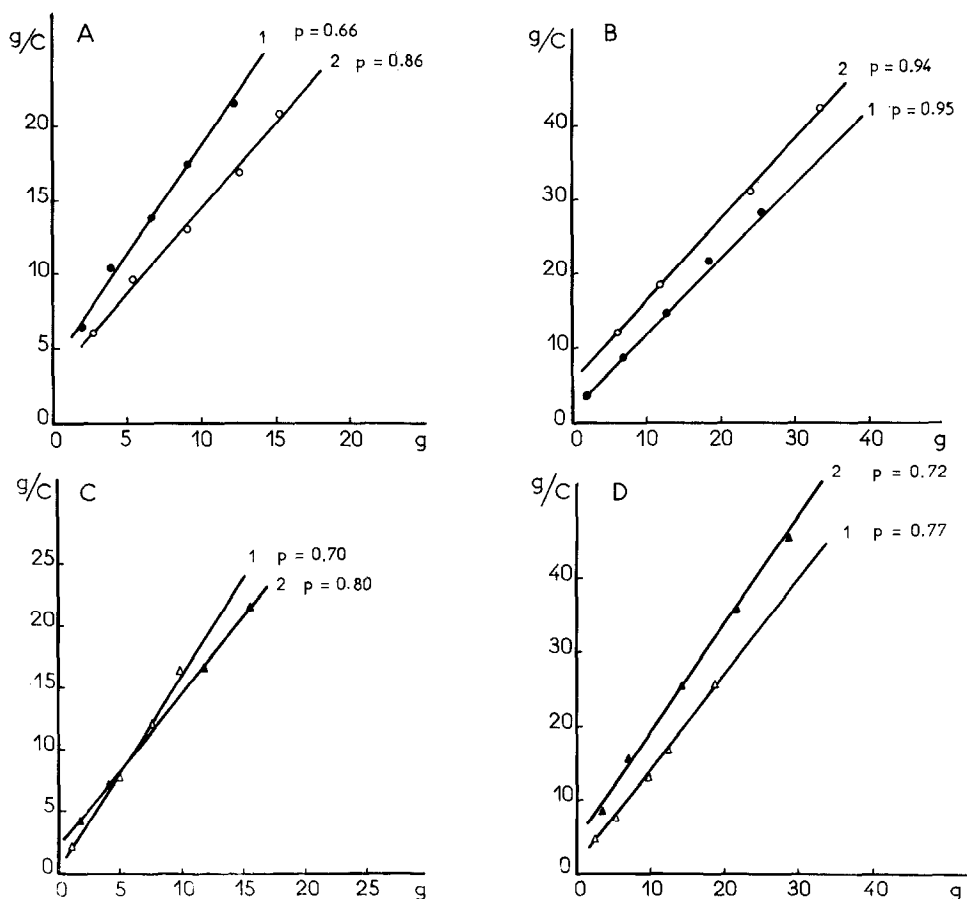 g/C A 1 p = 0.66
2 p = 0.86
20
15
10
5
0
0 5 10 15 20 g
g/C B
2 p = 0.94
1 p = 0.95
40
30
20
10
0
0 10 20 30 40 g
g/C C
1 p = 0.70
2 p = 0.80
25
20
15
10
5
0
0 5 10 15 20 25 g
g/C D 2 p = 0.72
1 p = 0.77
40
30
20
10
0
0 10 20 30 40 g